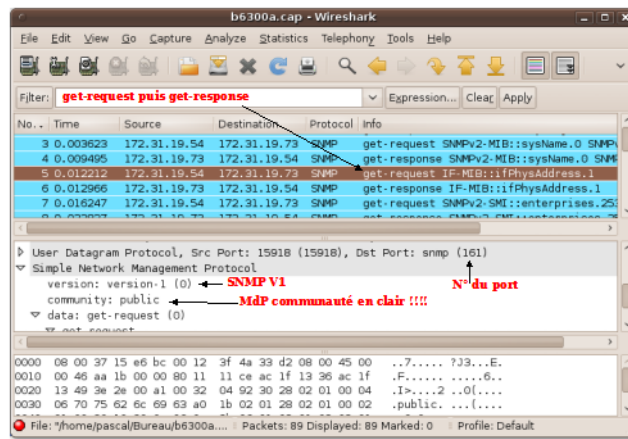 b6300a.cap - Wireshark
File Edit View Go Capture Analyze Statistics Telephony Tools Help
Filter: get-request puis get-response Expression... Clear Apply
No. . Time Source Destination Protocol Info
3 0.003623 172.31.19.54 172.31.19.73 SNMP get-request SNMPv2-MIB::sysName.0 SNMPv
4 0.009495 172.31.19.73 172.31.19.54 SNMP get-response SNMPv2-MIB::sysName.0 SNM
5 0.012212 172.31.19.54 172.31.19.73 SNMP get-request IF-MIB::ifPhysAddress.1
6 0.012966 172.31.19.73 172.31.19.54 SNMP get-response IF-MIB::ifPhysAddress.1
7 0.016247 172.31.19.54 172.31.19.73 SNMP get-request SNMPv2-SMI::enterprises.253
User Datagram Protocol, Src Port: 15918 (15918), Dst Port: snmp (161)
Simple Network Management Protocol
version: version-1 (0) SNMP V1 N° du port
community: public MdP communauté en clair !!!!
data: get-request (0)
get-request
0000 08 00 37 15 e6 bc 00 12 3f 4a 33 d2 08 00 45 00 ..7..... ?J3...E.
0010 00 46 aa 1b 00 00 80 11 11 ce ac 1f 13 36 ac 1f .F...... .....6..
0020 13 49 3e 2e 00 a1 00 32 04 92 30 28 02 01 00 04 .I>....2 ..0(....
0030 06 70 75 62 6c 69 63 a0 1b 02 01 28 02 01 00 02 .public. ...(....
File: "/home/pascal/Bureau/b6300a.... Packets: 89 Displayed: 89 Marked: 0 Profile: Default